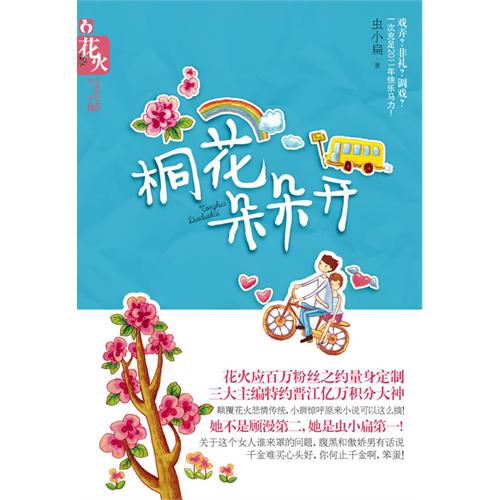 花火
05
戏弄？非礼？调戏？
一次充足2011年快乐马力！
虫小扁·著
桐花
朵朵开
Tonghua
Duoduokai
花火应百万粉丝之约量身定制
三大主编特约晋江亿万积分大神
颠覆花火悲情传统，小狮惊呼原来小说可以这么搞！
她不是顾漫第二，她是虫小扁第一！
关于这个女人谁来罩的问题，腹黑和傲娇男有话说
千金难买心头好，你何止千金啊，笨蛋！